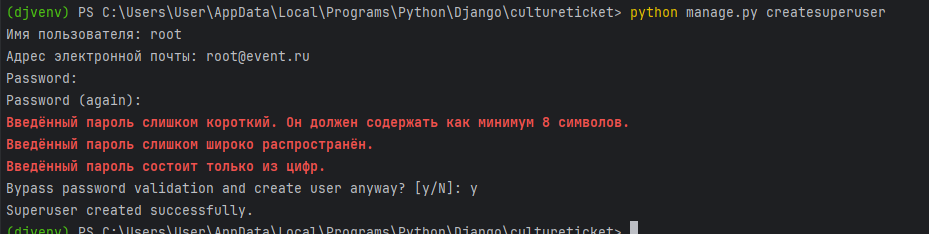 (djvenv) PS C:\Users\User\AppData\Local\Programs\Python\Django\cultureticket> python manage.py createsuperuser
Имя пользователя: root
Адрес электронной почты: root@event.ru
Password:
Password (again):
Введённый пароль слишком короткий. Он должен содержать как минимум 8 символов.
Введённый пароль слишком широко распространён.
Введённый пароль состоит только из цифр.
Bypass password validation and create user anyway? [y/N]: y
Superuser created successfully.
(djvenv) PS C:\Users\User\AppData\Local\Programs\Python\Django\cultureticket>